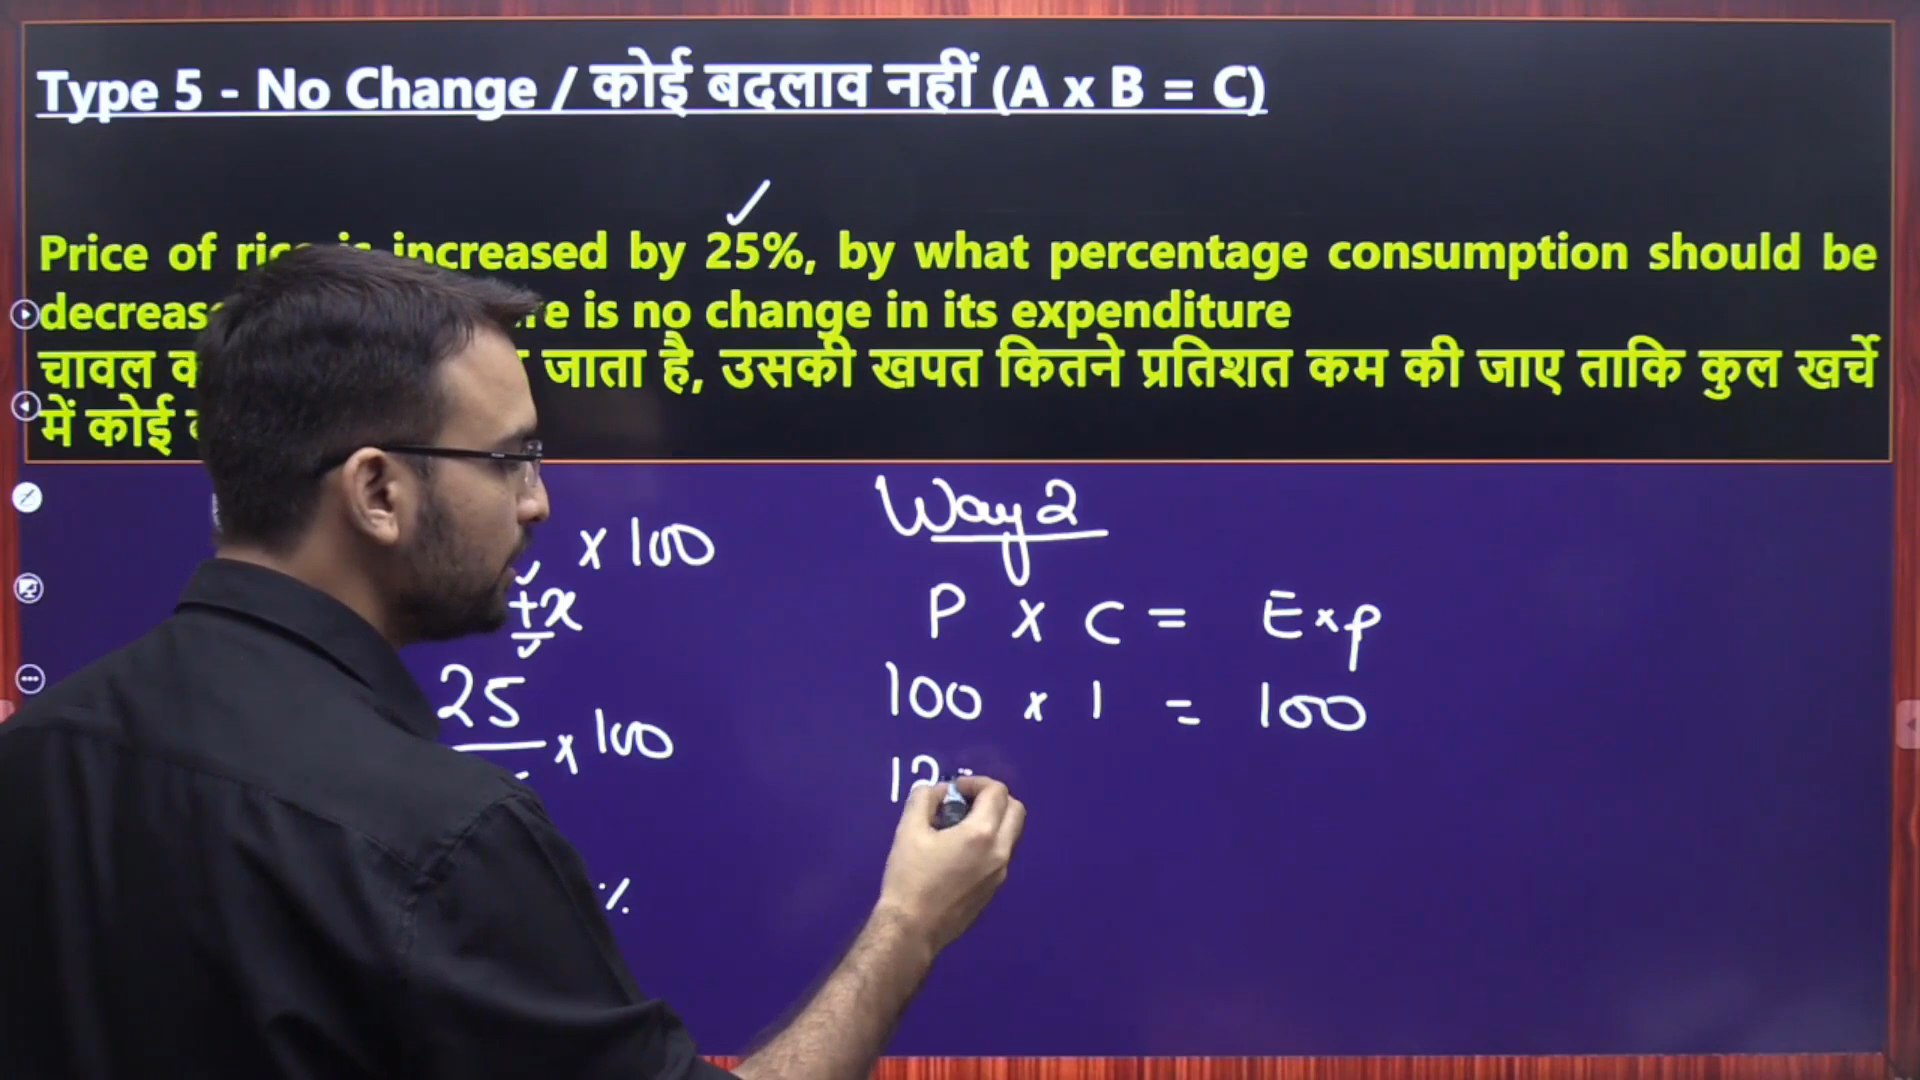 Type 5 - No Change / कोई बदलाव नहीं (A x B = C)
Price of increased by 25%, by what percentage consumption should be
is no change in its expenditure
चावल जाता है, उसकी खपत कितने प्रतिशत कम की जाए ताकि कुल खर्चे
में कोई
x 100
+x
25
x 100
%
Way 2
P x C = Exp
100 x 1 = 100
12